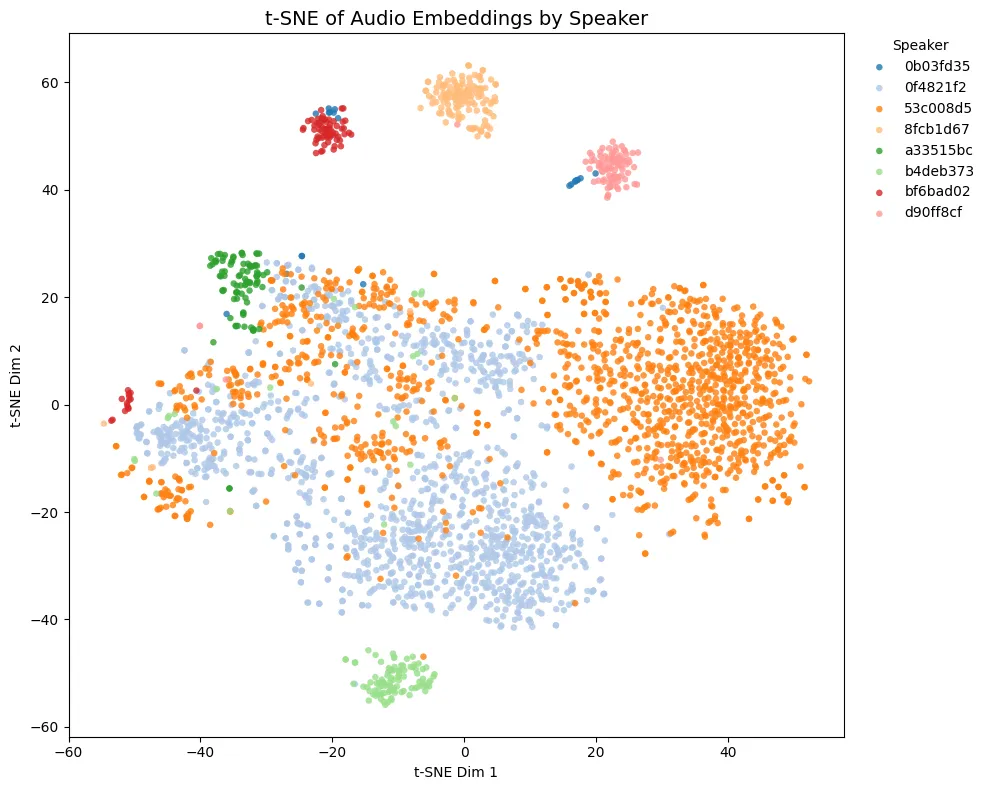 t-SNE of Audio Embeddings by Speaker
Speaker
0b03fd35
0f4821f2
53c008d5
8fcb1d67
a33515bc
b4deb373
bf6bad02
d90ff8cf
t-SNE Dim 2
60
40
20
0
−20
−40
−60
−60 −40 −20 0 20 40
t-SNE Dim 1